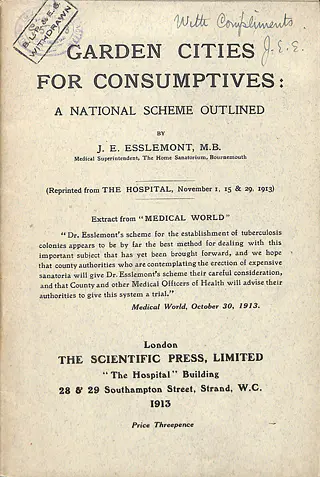 WITHDRAWN
With Compliments
J. E. E.
GARDEN CITIES
FOR CONSUMPTIVES:
A NATIONAL SCHEME OUTLINED
BY
J. E. ESSLEMONT, M.B.
Medical Superintendent, The Home Sanatorium, Bournemouth
(Reprinted from THE HOSPITAL, November 1, 15 & 29, 1913)
Extract from "MEDICAL WORLD"
"Dr. Esslemont's scheme for the establishment of tuberculosis
colonies appears to be by far the best method for dealing with this
important subject that has yet been brought forward, and we hope
that county authorities who are contemplating the erection of expensive
sanatoria will give Dr. Esslemont's scheme their careful consideration,
and that County and other Medical Officers of Health will advise their
authorities to give this system a trial."
Medical World, October 30, 1913.
London
THE SCIENTIFIC PRESS, LIMITED
"The Hospital" Building
28 & 29 Southampton Street, Strand, W.C.
1913
Price Threepence